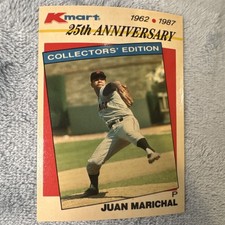 Kmart
1962 • 1987
25th ANNIVERSARY
COLLECTORS' EDITION
P
JUAN MARICHAL